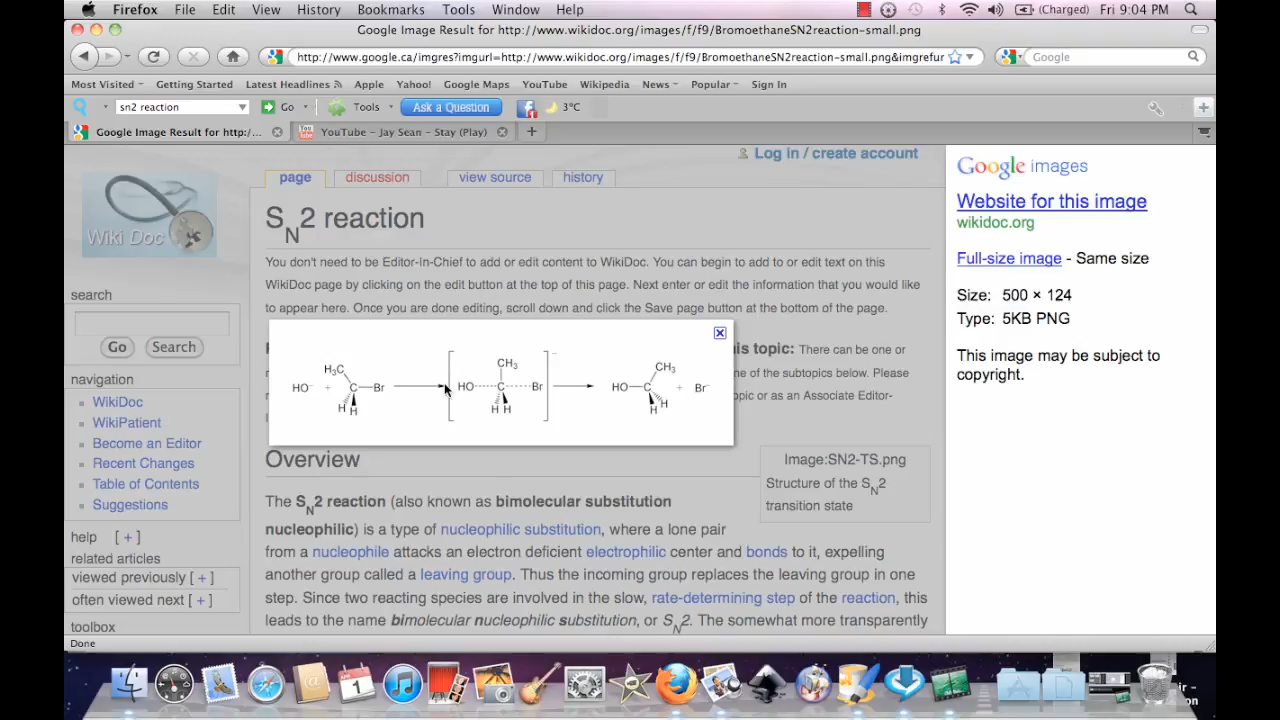 Firefox File Edit View History Bookmarks Tools Window Help (Charged) Fri 9:04 PM
Google Image Result for http://www.wikidoc.org/images/f/f9/BromoethaneSN2reaction-small.png
http://www.google.ca/imgres?imgurl=http://www.wikidoc.org/images/f/f9/BromoethaneSN2reaction-small.png&imgrefur Google
Most Visited Getting Started Latest Headlines Apple Yahoo! Google Maps YouTube Wikipedia News Popular Sign In
sn2 reaction Go Tools Ask a Question 3°C
Google Image Result for http:/... YouTube - Jay Sean - Stay (Play)
Log in / create account
page discussion view source history
Wiki Doc
SN2 reaction
You don't need to be Editor-In-Chief to add or edit content to WikiDoc. You can begin to add to or edit text on this
WikiDoc page by clicking on the edit button at the top of this page. Next enter or edit the information that you would like
to appear here. Once you are done editing, scroll down and click the Save page button at the bottom of the page.
his topic: There can be one or
ne of the subtopics below. Please
topic or as an Associate Editor-
H3C CH3 CH3
HO⁻ + C Br HO C Br ⁻ HO C + Br⁻
H H H H H H
Overview
The SN2 reaction (also known as bimolecular substitution
nucleophilic) is a type of nucleophilic substitution, where a lone pair
from a nucleophile attacks an electron deficient electrophilic center and bonds to it, expelling
another group called a leaving group. Thus the incoming group replaces the leaving group in one
step. Since two reacting species are involved in the slow, rate-determining step of the reaction, this
leads to the name bimolecular nucleophilic substitution, or SN2. The somewhat more transparently
Image:SN2-TS.png
Structure of the SN2
transition state
search
Go Search
navigation
WikiDoc
WikiPatient
Become an Editor
Recent Changes
Table of Contents
Suggestions
help [ + ]
related articles
viewed previously [ + ]
often viewed next [ + ]
toolbox
Google images
Website for this image
wikidoc.org
Full-size image - Same size
Size: 500 × 124
Type: 5KB PNG
This image may be subject to
copyright.
Done
1